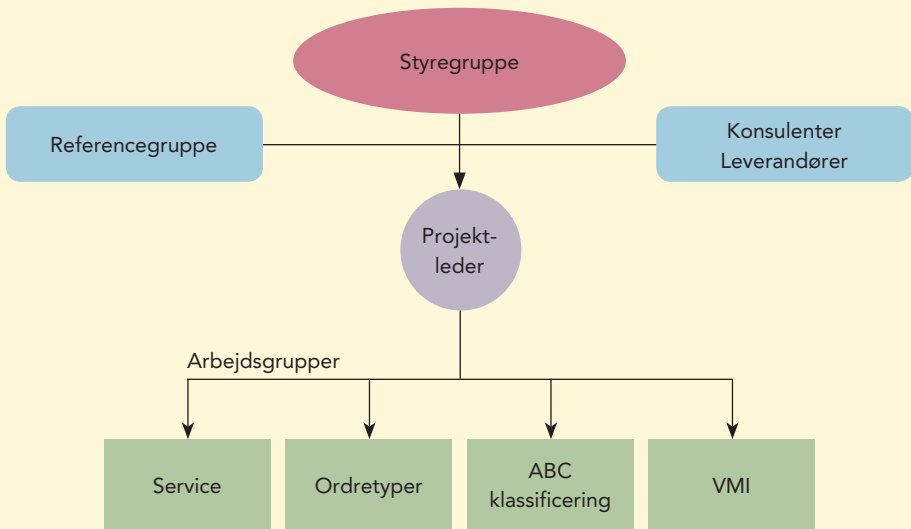 Styregruppe
Referencegruppe
Konsulenter
Leverandører
Projekt-
leder
Arbejdsgrupper
Service
Ordretyper
ABC
klassificering
VMI